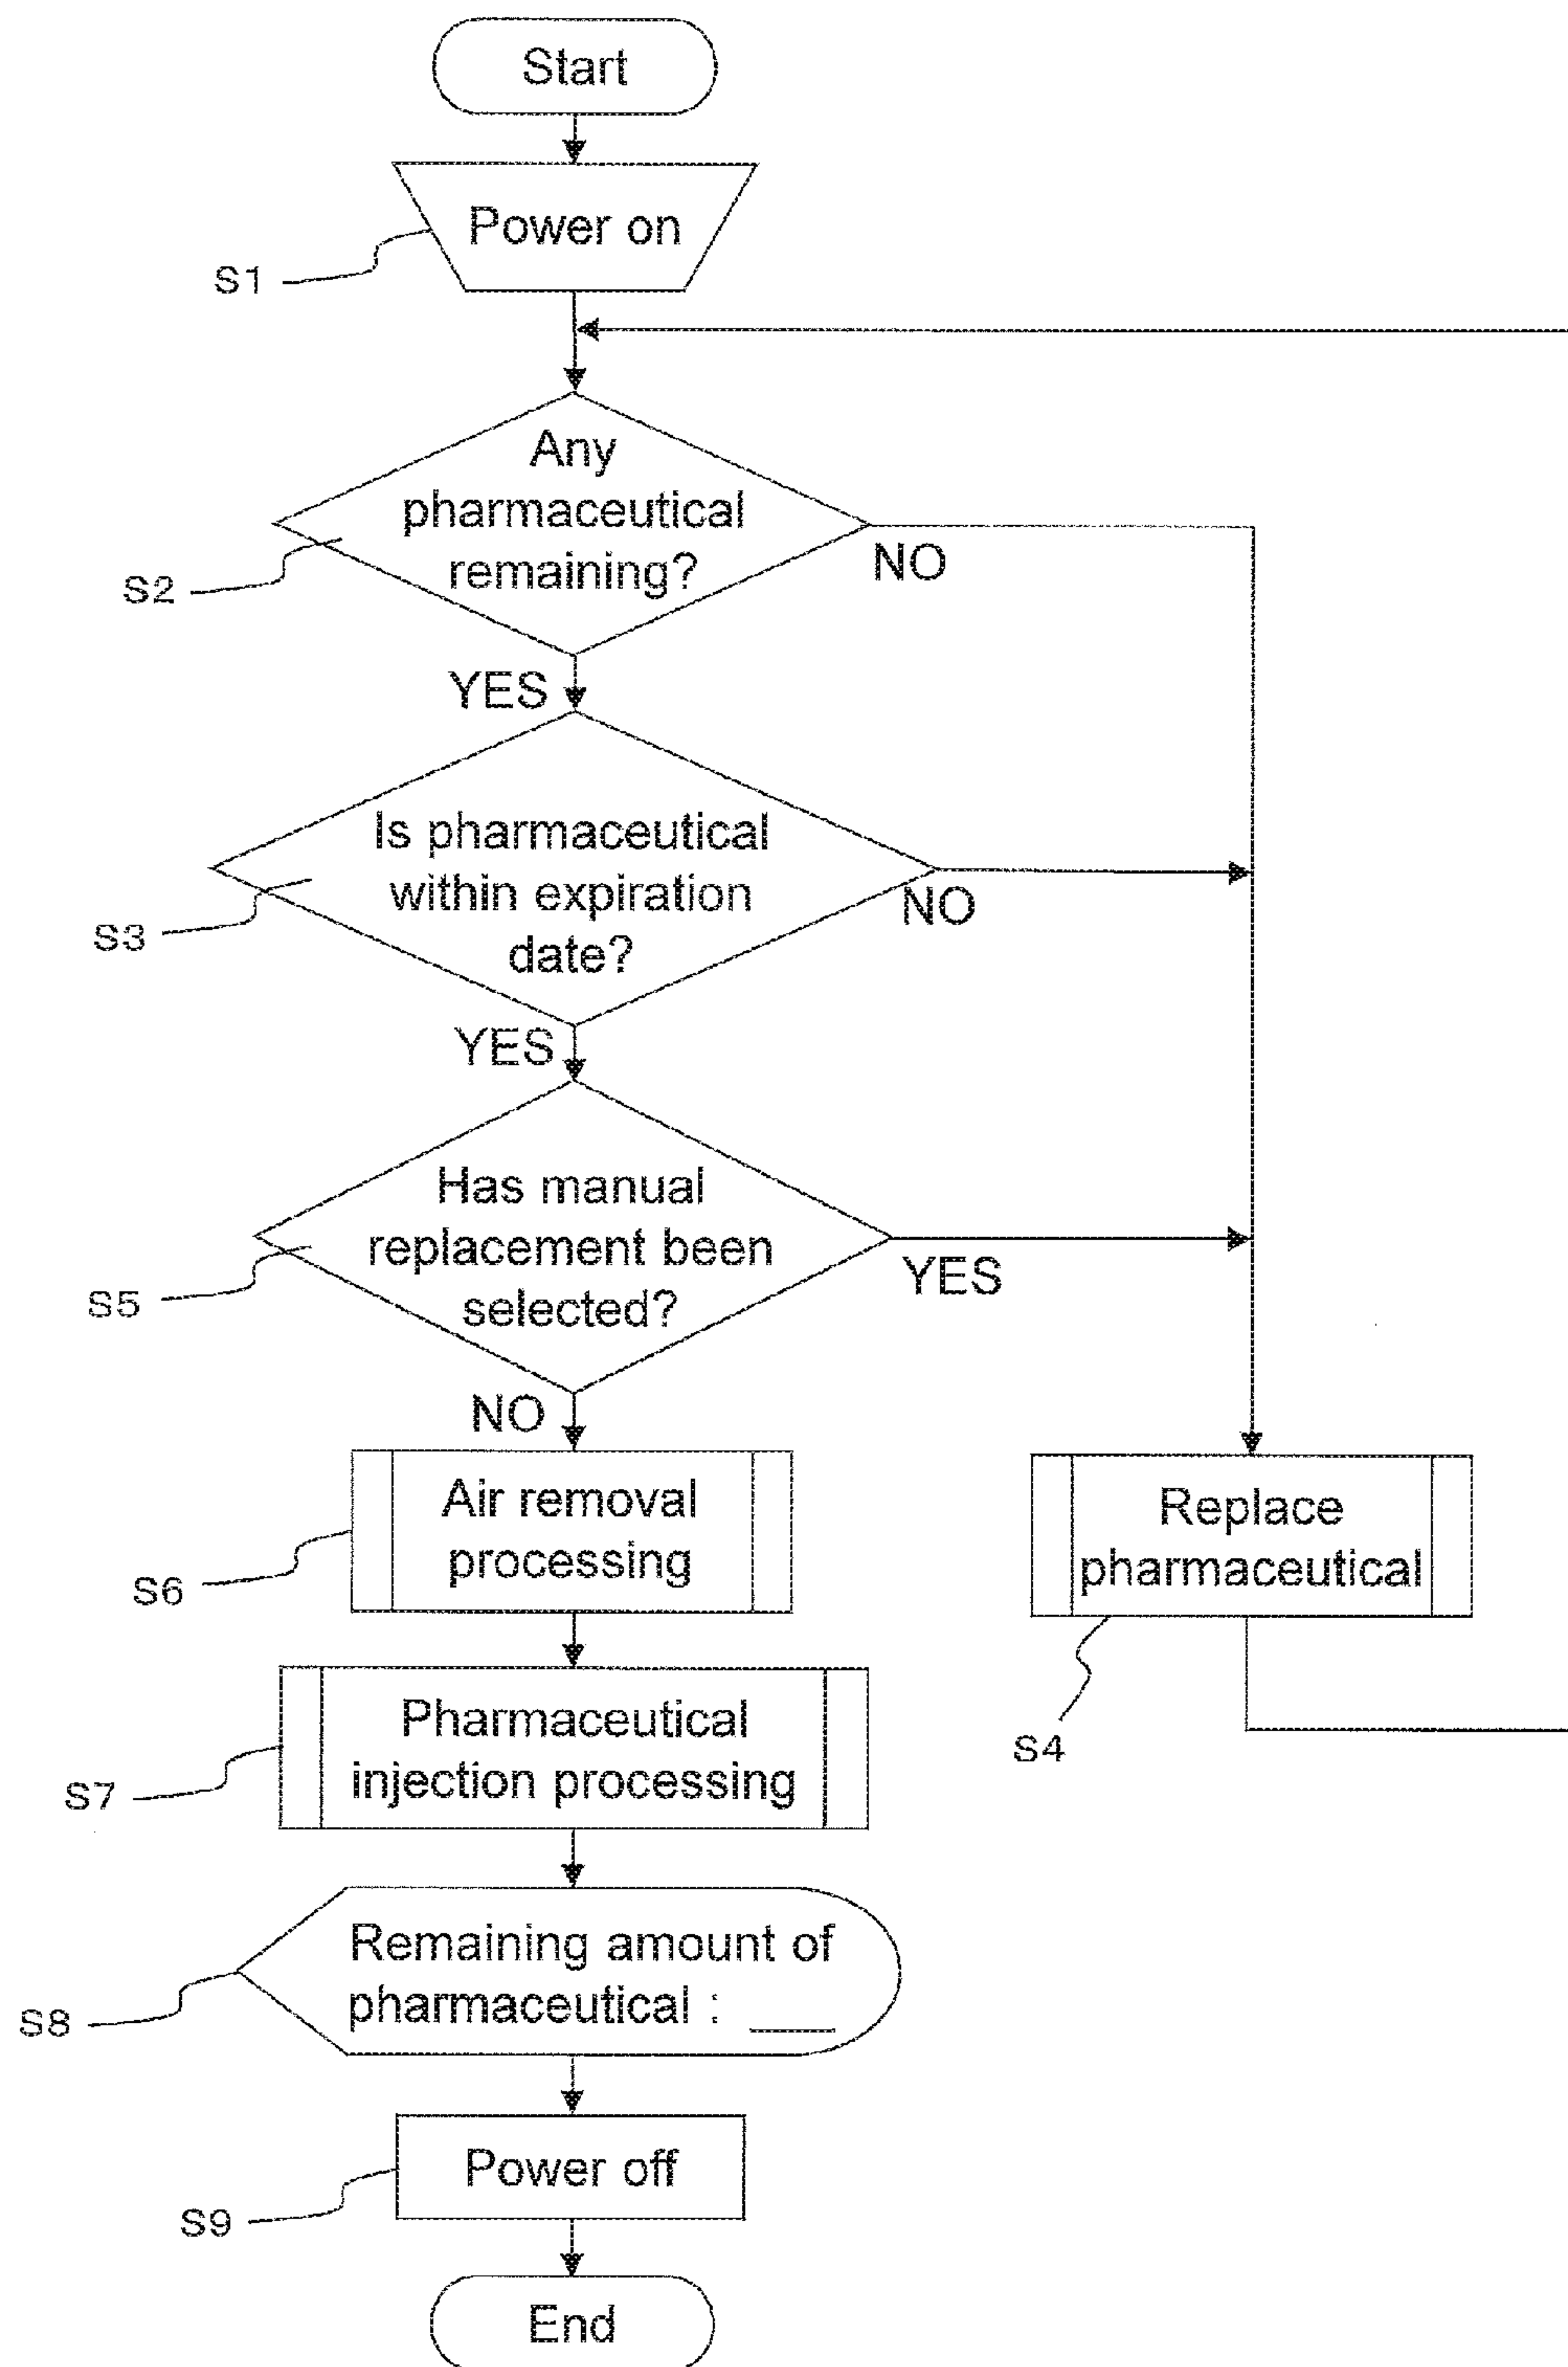 Start
Power on
S1
Any
pharmaceutical
remaining?
S2
NO
YES
Is pharmaceutical
within expiration
date?
S3
NO
YES
Has manual
replacement been
selected?
S5
YES
NO
Air removal
processing
S6
Replace
pharmaceutical
S4
Pharmaceutical
injection processing
S7
Remaining amount of
pharmaceutical : ____
S8
Power off
S9
End